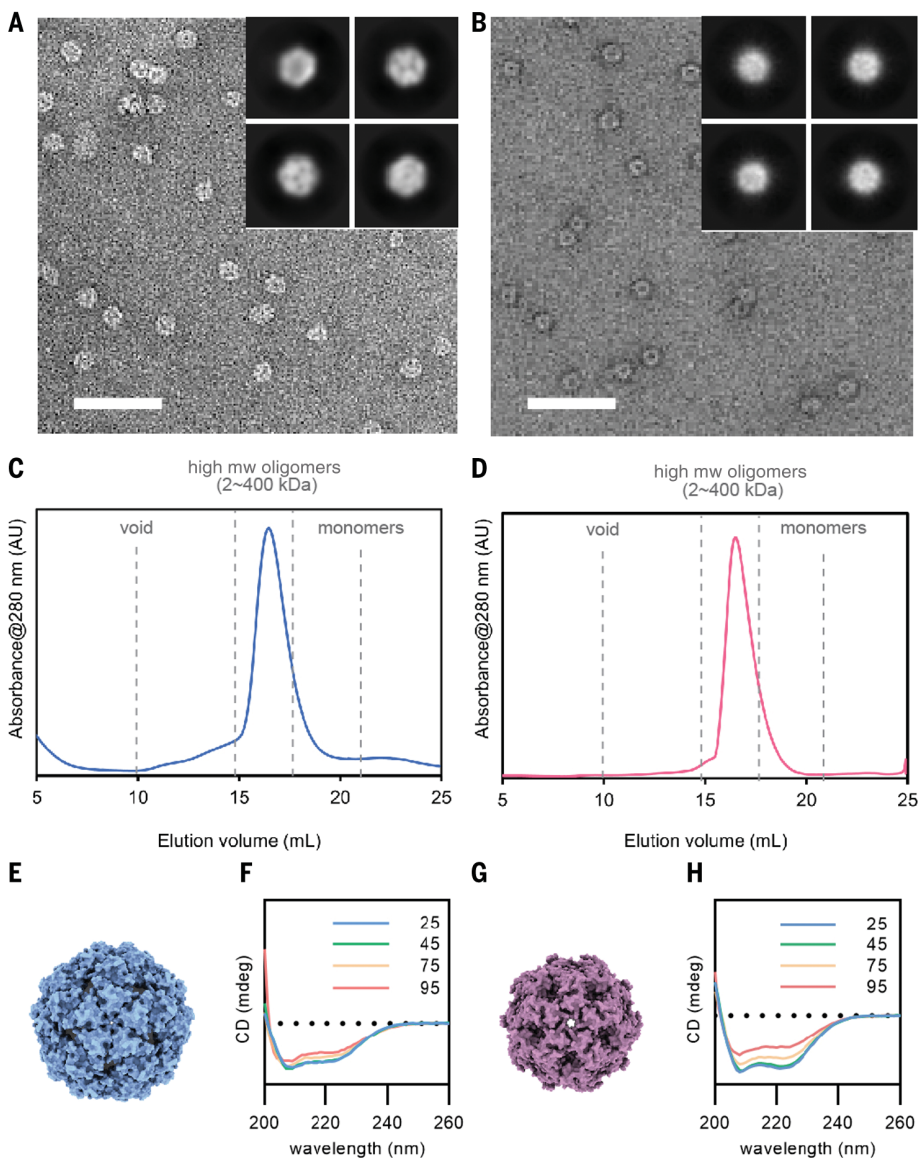 A
B
C
high mw oligomers
(2~400 kDa)
void
monomers
Absorbance@280 nm (AU)
5
10
15
20
25
Elution volume (mL)
D
high mw oligomers
(2~400 kDa)
void
monomers
Absorbance@280 nm (AU)
5
10
15
20
25
Elution volume (mL)
E
F
25
45
75
95
CD (mdeg)
200
220
240
260
wavelength (nm)
G
H
25
45
75
95
CD (mdeg)
200
220
240
260
wavelength (nm)